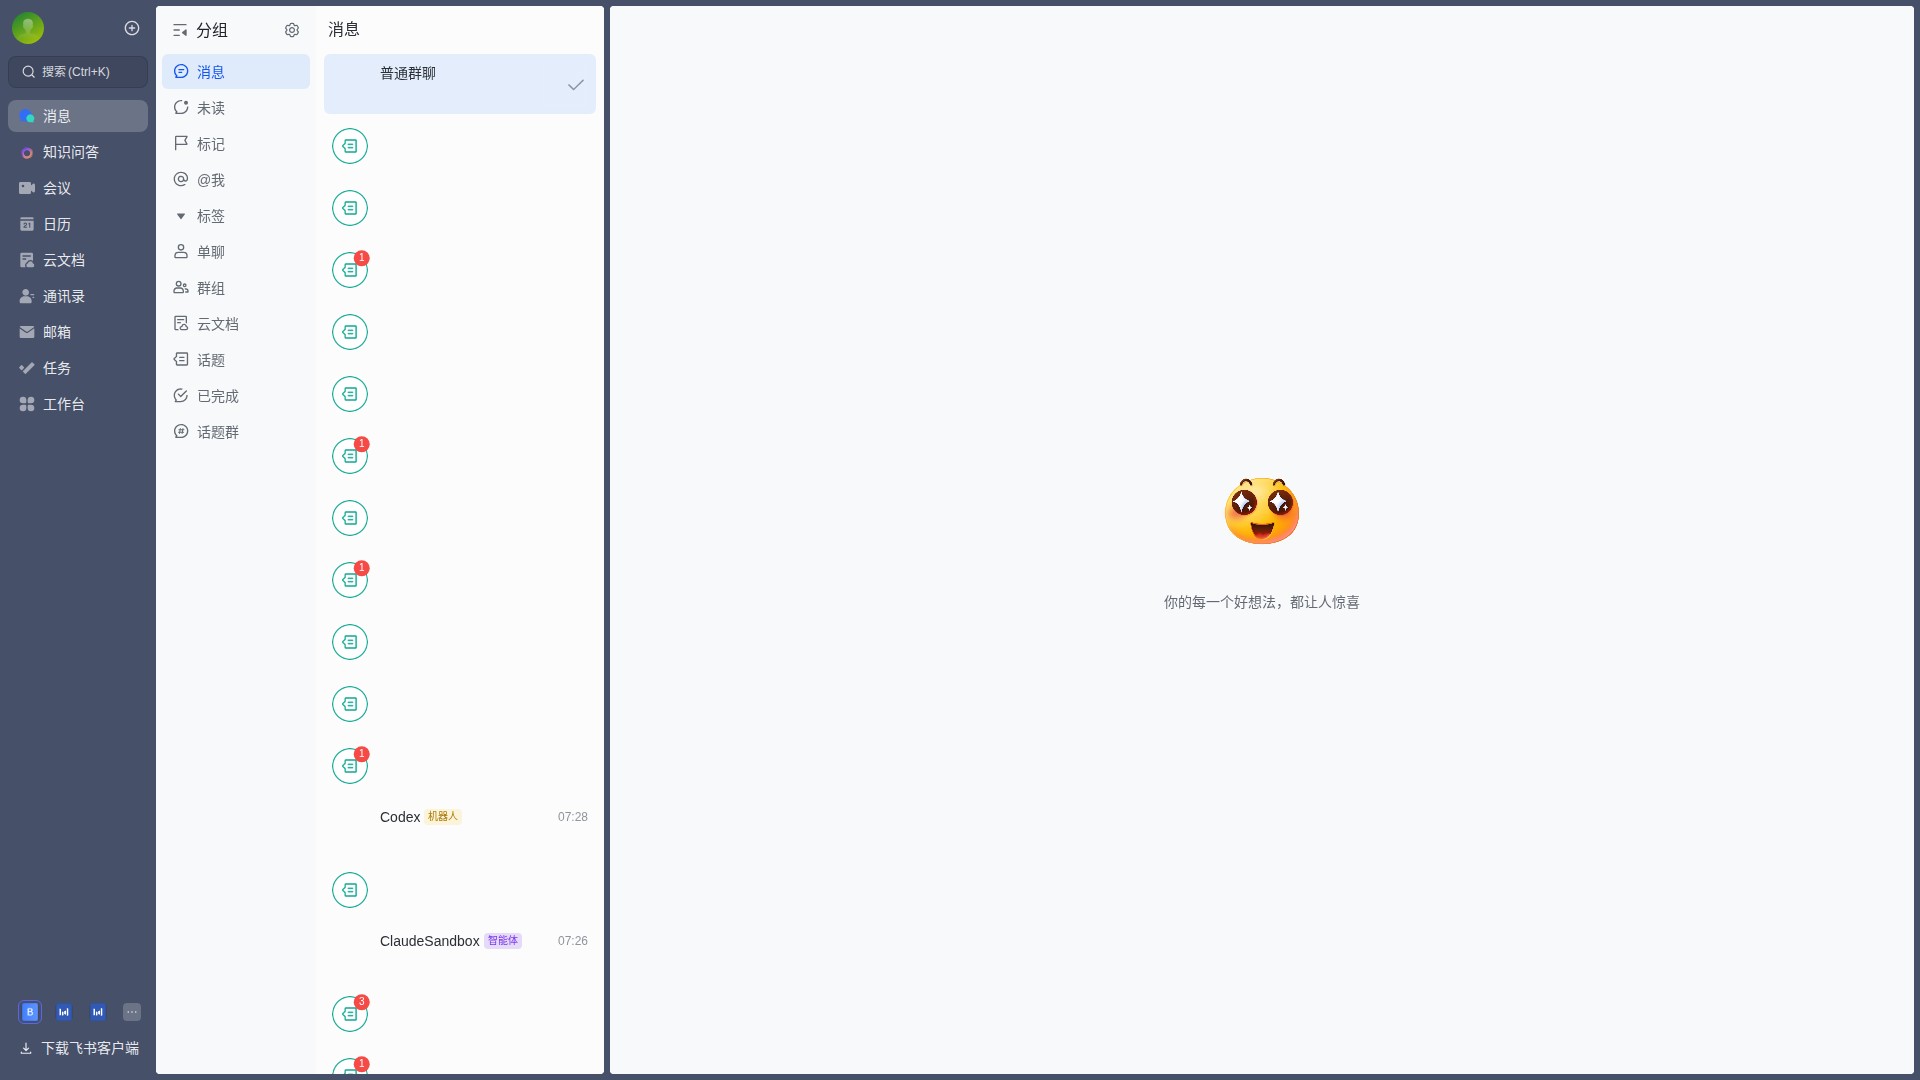 搜索 (Ctrl+K)
消息
知识问答
会议
日历
云文档
通讯录
邮箱
任务
工作台
B
下载飞书客户端
分组
消息
未读
标记
@我
标签
单聊
群组
云文档
话题
已完成
话题群
消息
普通群聊
1
1
1
1
Codex 机器人 07:28
ClaudeSandbox 智能体 07:26
3
1
你的每一个好想法，都让人惊喜